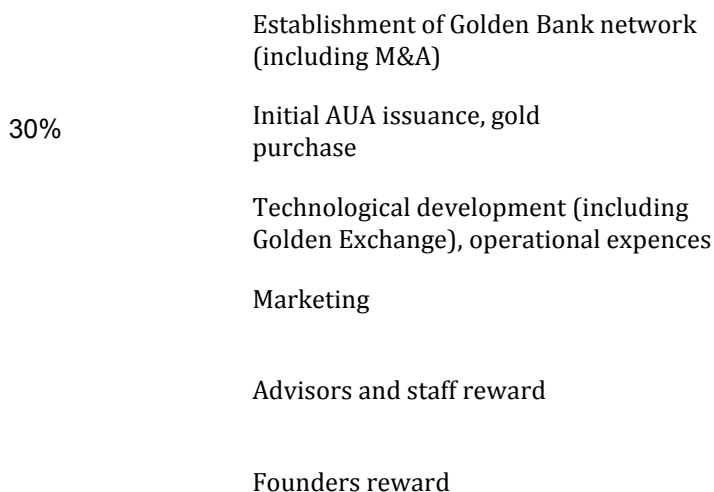 Establishment of Golden Bank network
(including M&A)
30%
Initial AUA issuance, gold
purchase
Technological development (including
Golden Exchange), operational expences
Marketing
Advisors and staff reward
Founders reward